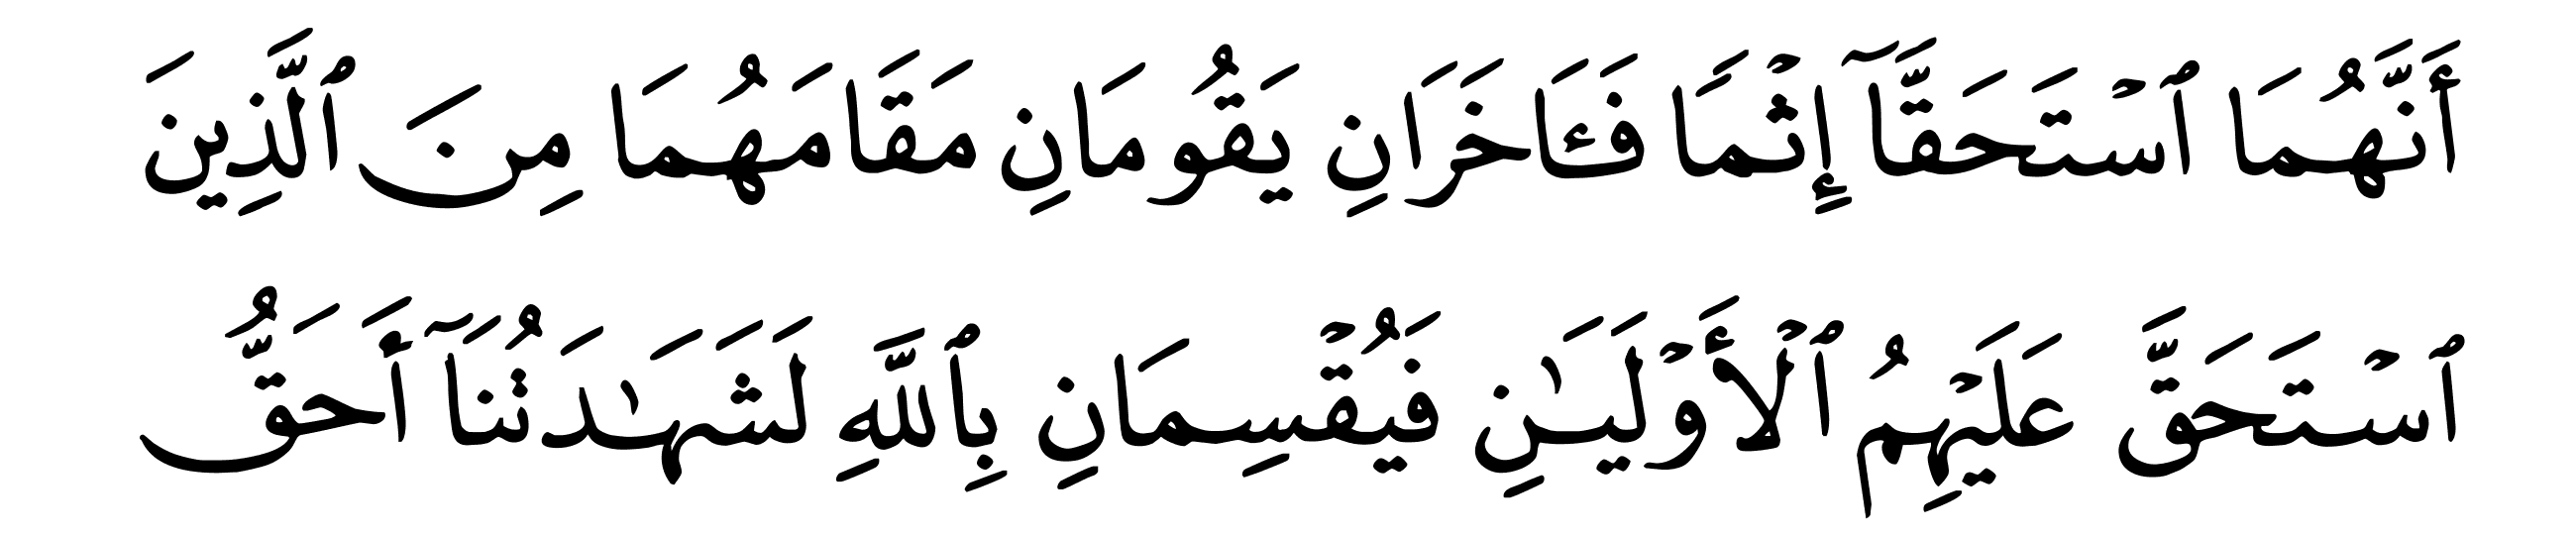 أَنَّهُمَا ٱسۡتَحَقَّآ إِثۡمٗا فَـَٔاخَرَانِ يَقُومَانِ مَقَامَهُمَا مِنَ ٱلَّذِينَ
ٱسۡتَحَقَّ عَلَيۡهِمُ ٱلۡأَوۡلَيَٰنِ فَيُقۡسِمَانِ بِٱللَّهِ لَشَهَٰدَتُنَآ أَحَقُّ